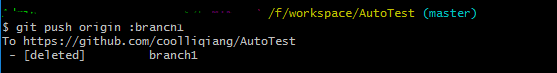 /f/workspace/AutoTest (master)
$ git push origin :branch1
To https://github.com/coolliqiang/AutoTest
 - [deleted]         branch1